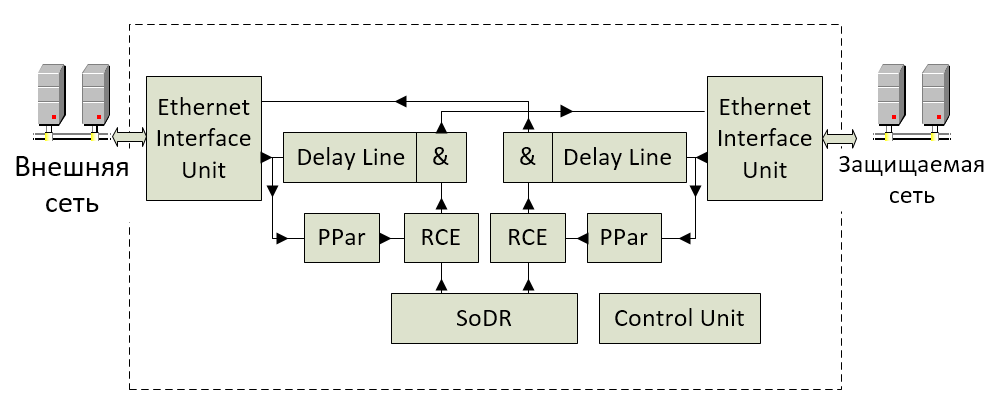 Ethernet
Interface
Unit
Ethernet
Interface
Unit
Delay Line
&
&
Delay Line
Внешняя
сеть
Защищаемая
сеть
PPar
RCE
RCE
PPar
SoDR
Control Unit